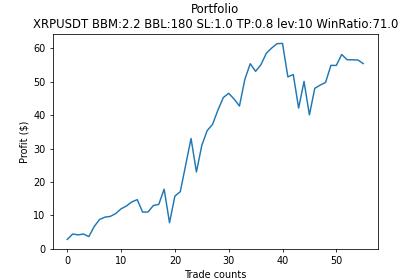 Portfolio
XRPUSDT BBM:2.2 BBL:180 SL:1.0 TP:0.8 lev:10 WinRatio:71.0
60
50
40
30
20
10
0
Profit ($)
0 10 20 30 40 50
Trade counts